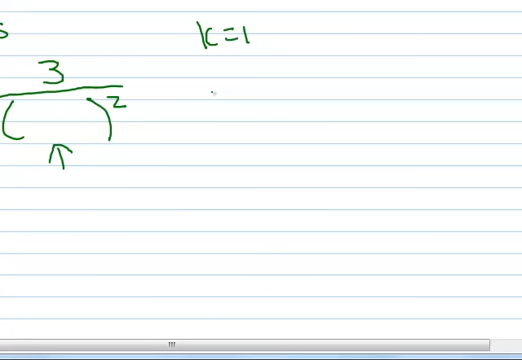 s k = 1
3
( )²
↑